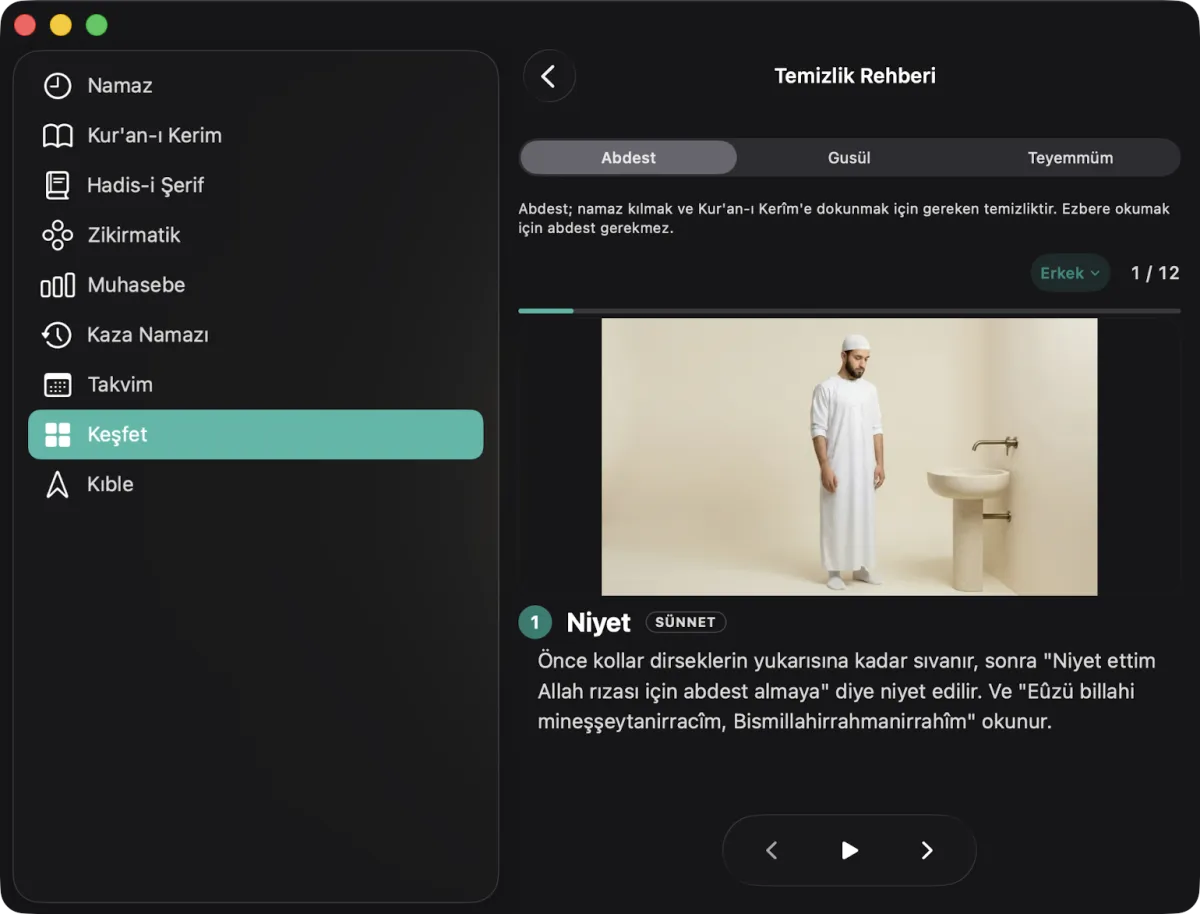 Namaz
Kur'an-ı Kerim
Hadis-i Şerif
Zikirmatik
Muhasebe
Kaza Namazı
Takvim
Keşfet
Kıble
Temizlik Rehberi
Abdest
Gusül
Teyemmüm
Abdest; namaz kılmak ve Kur'an-ı Kerîm'e dokunmak için gereken temizliktir. Ezbere okumak
için abdest gerekmez.
Erkek
1 / 12
1 Niyet SÜNNET
Önce kollar dirseklerin yukarısına kadar sıvanır, sonra "Niyet ettim
Allah rızası için abdest almaya" diye niyet edilir. Ve "Eûzü billahi
mineşşeytanirracîm, Bismillahirrahmanirrahîm" okunur.